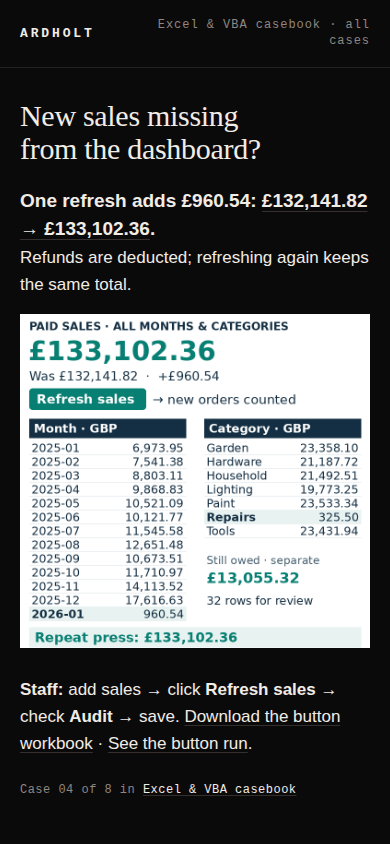 ARDHOLT
Excel & VBA casebook · all
cases
New sales missing
from the dashboard?
One refresh adds £960.54: £132,141.82
→ £133,102.36.
Refunds are deducted; refreshing again keeps
the same total.
PAID SALES · ALL MONTHS & CATEGORIES
£133,102.36
Was £132,141.82 · +£960.54
Refresh sales → new orders counted
Month · GBP
2025-01 6,973.95
2025-02 7,541.38
2025-03 8,803.11
2025-04 9,868.83
2025-05 10,521.09
2025-06 10,121.77
2025-07 11,545.58
2025-08 12,651.48
2025-09 10,673.51
2025-10 11,710.97
2025-11 14,113.52
2025-12 17,616.63
2026-01 960.54
Category · GBP
Garden 23,358.10
Hardware 21,187.72
Household 21,492.51
Lighting 19,773.25
Paint 23,533.34
Repairs 325.50
Tools 23,431.94
Still owed · separate
£13,055.32
32 rows for review
Repeat press: £133,102.36
Staff: add sales → click Refresh sales →
check Audit → save. Download the button
workbook · See the button run.
Case 04 of 8 in Excel & VBA casebook